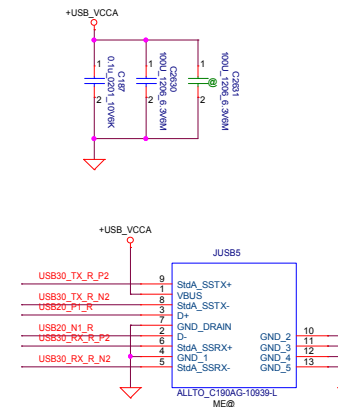 +USB_VCCA
1
2
C187
0.1u_0201_10V6K
1
2
C2630
100U_1206_6.3V6M
1
@
2
C2631
100U_1206_6.3V6M
+USB_VCCA
JUSB5
USB30_TX_R_P2 9 StdA_SSTX+
1 VBUS
USB30_TX_R_N2 8 StdA_SSTX-
USB20_P1_R 3 D+
7 GND_DRAIN
USB20_N1_R 2 D- GND_2 10
USB30_RX_R_P2 6 StdA_SSRX+ GND_3 11
4 GND_1 GND_4 12
USB30_RX_R_N2 5 StdA_SSRX- GND_5 13
ALLTO_C190AG-10939-L
ME@